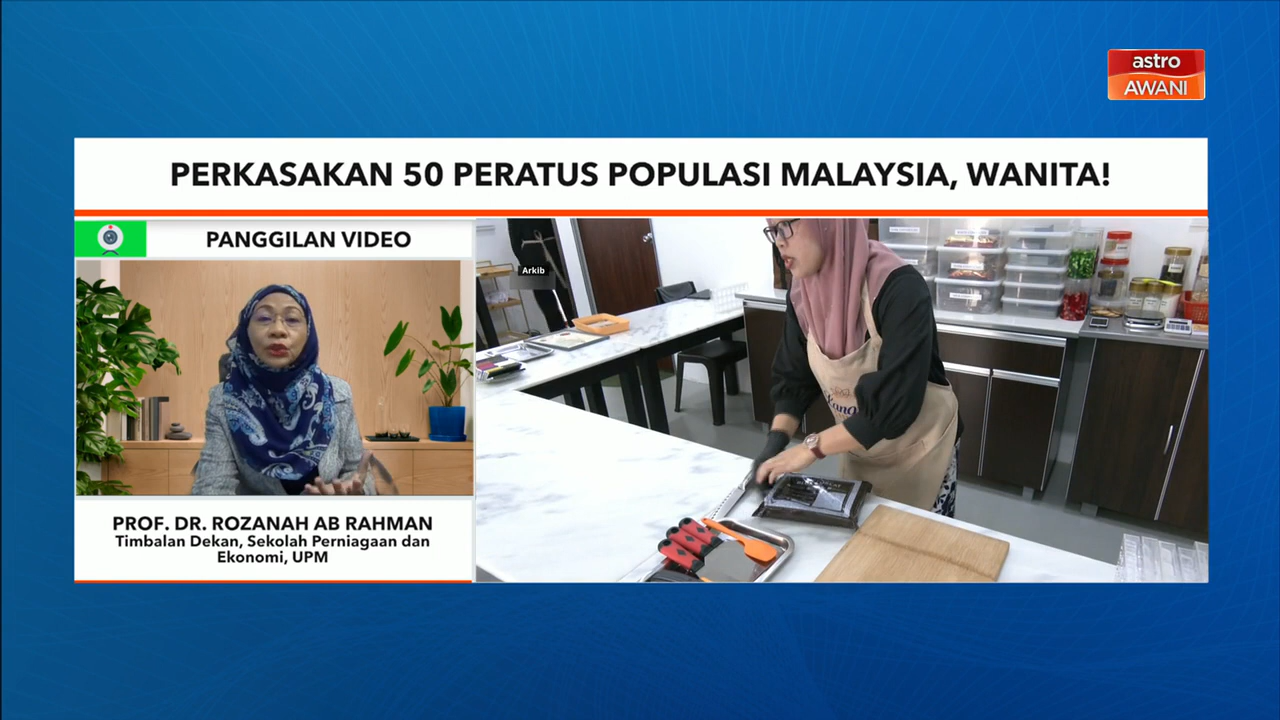 astro
AWANI
PERKASAKAN 50 PERATUS POPULASI MALAYSIA, WANITA!
PANGGILAN VIDEO
Arkib
PROF. DR. ROZANAH AB RAHMAN
Timbalan Dekan, Sekolah Perniagaan dan
Ekonomi, UPM